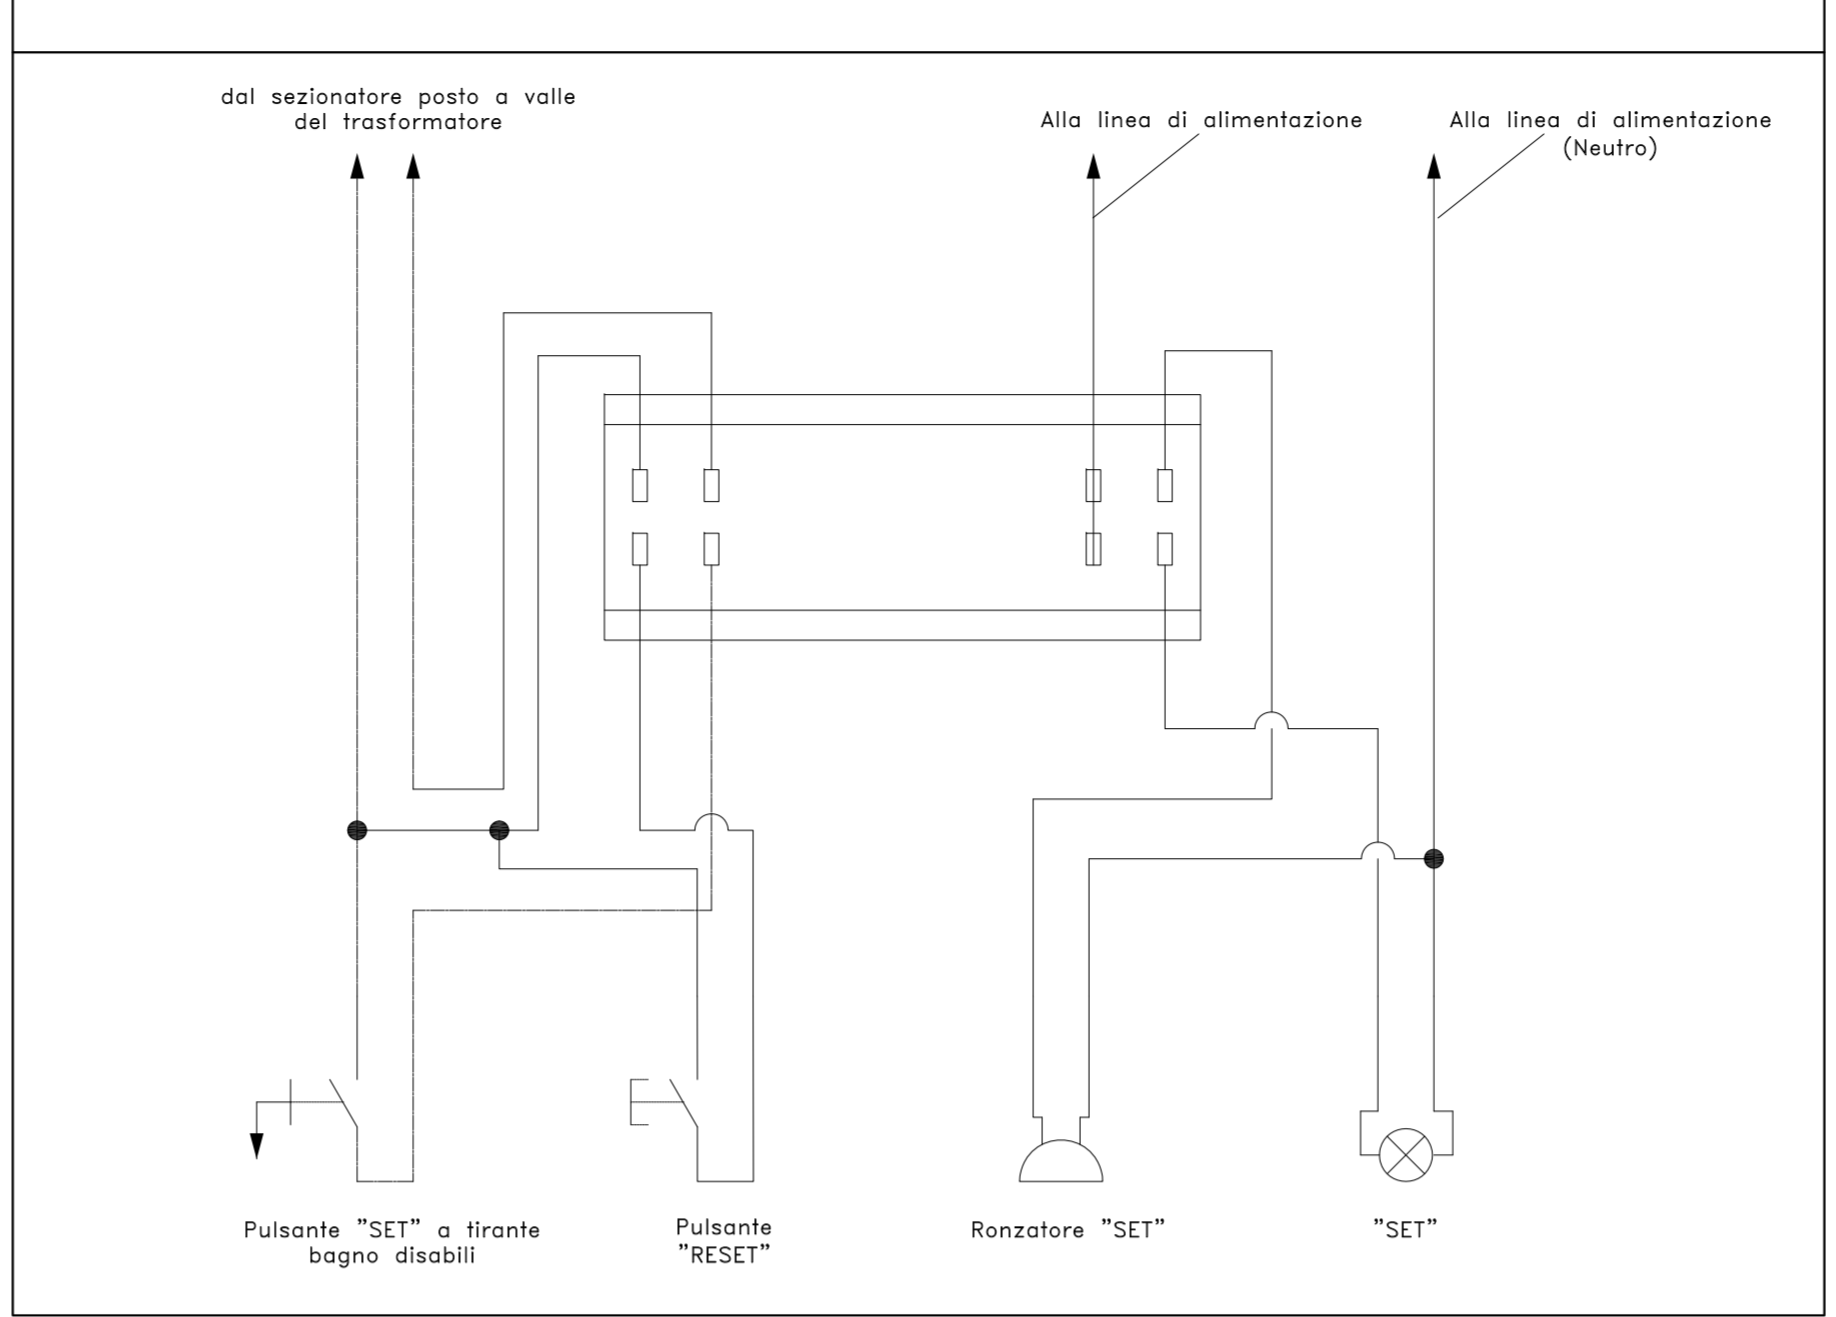 dal sezionatore posto a valle
del trasformatore
Alla linea di alimentazione
Alla linea di alimentazione
(Neutro)
Pulsante "SET" a tirante
bagno disabili
Pulsante
"RESET"
Ronzatore "SET"
"SET"